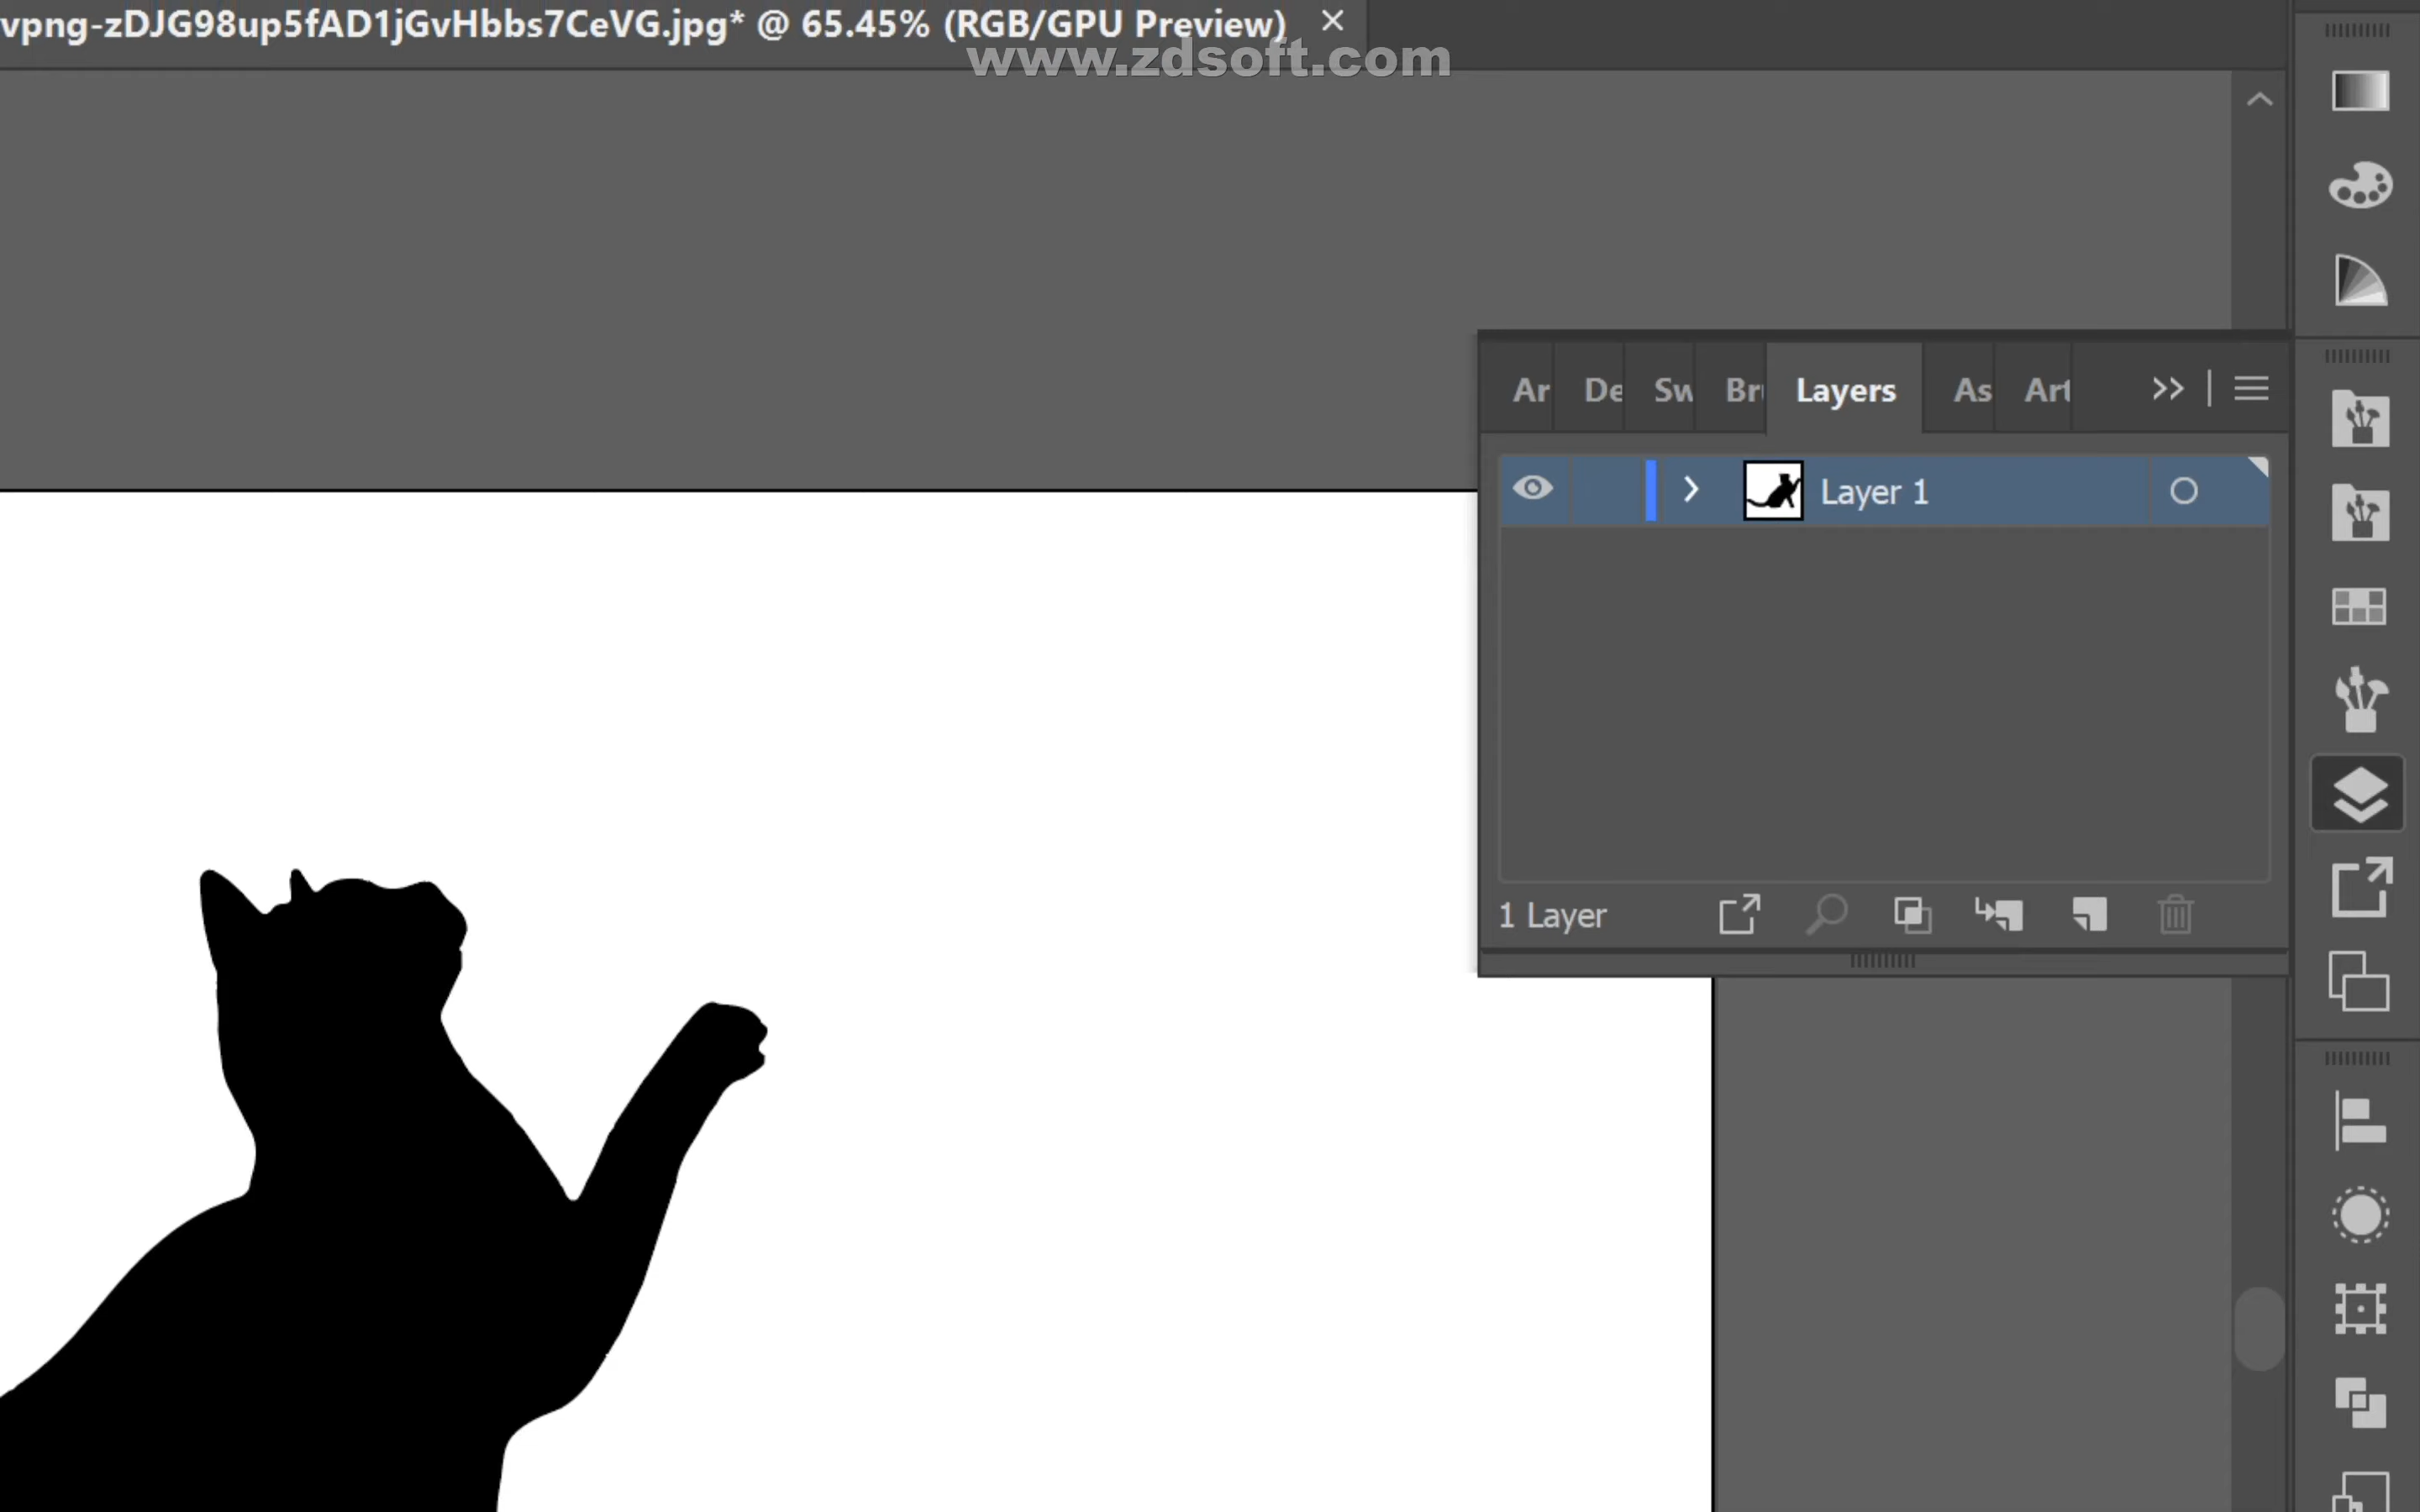 vpng-zDJG98up5fAD1jGvHbbs7CeVG.jpg* @ 65.45% (RGB/GPU Preview)
www.zdsoft.com
Ar De Sw Br Layers As Art
Layer 1
1 Layer